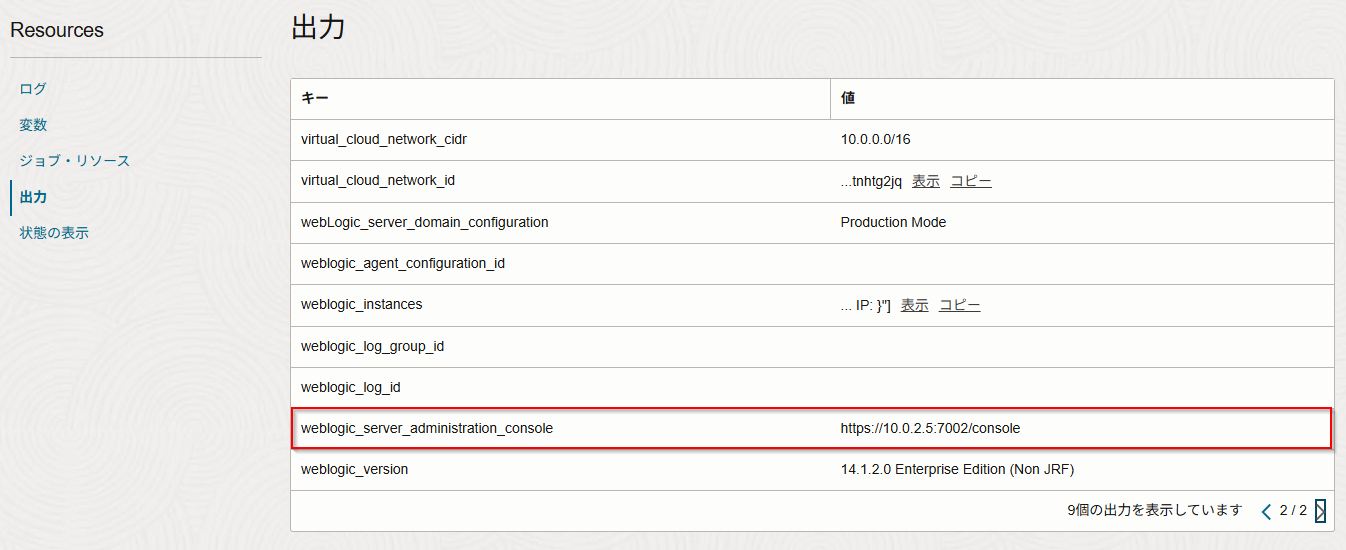 Resources
ログ
変数
ジョブ・リソース
出力
状態の表示
出力
キー 値
virtual_cloud_network_cidr 10.0.0.0/16
virtual_cloud_network_id ...tnhtg2jq 表示 コピー
webLogic_server_domain_configuration Production Mode
weblogic_agent_configuration_id
weblogic_instances ... IP: }"] 表示 コピー
weblogic_log_group_id
weblogic_log_id
weblogic_server_administration_console https://10.0.2.5:7002/console
weblogic_version 14.1.2.0 Enterprise Edition (Non JRF)
9個の出力を表示しています 2 / 2